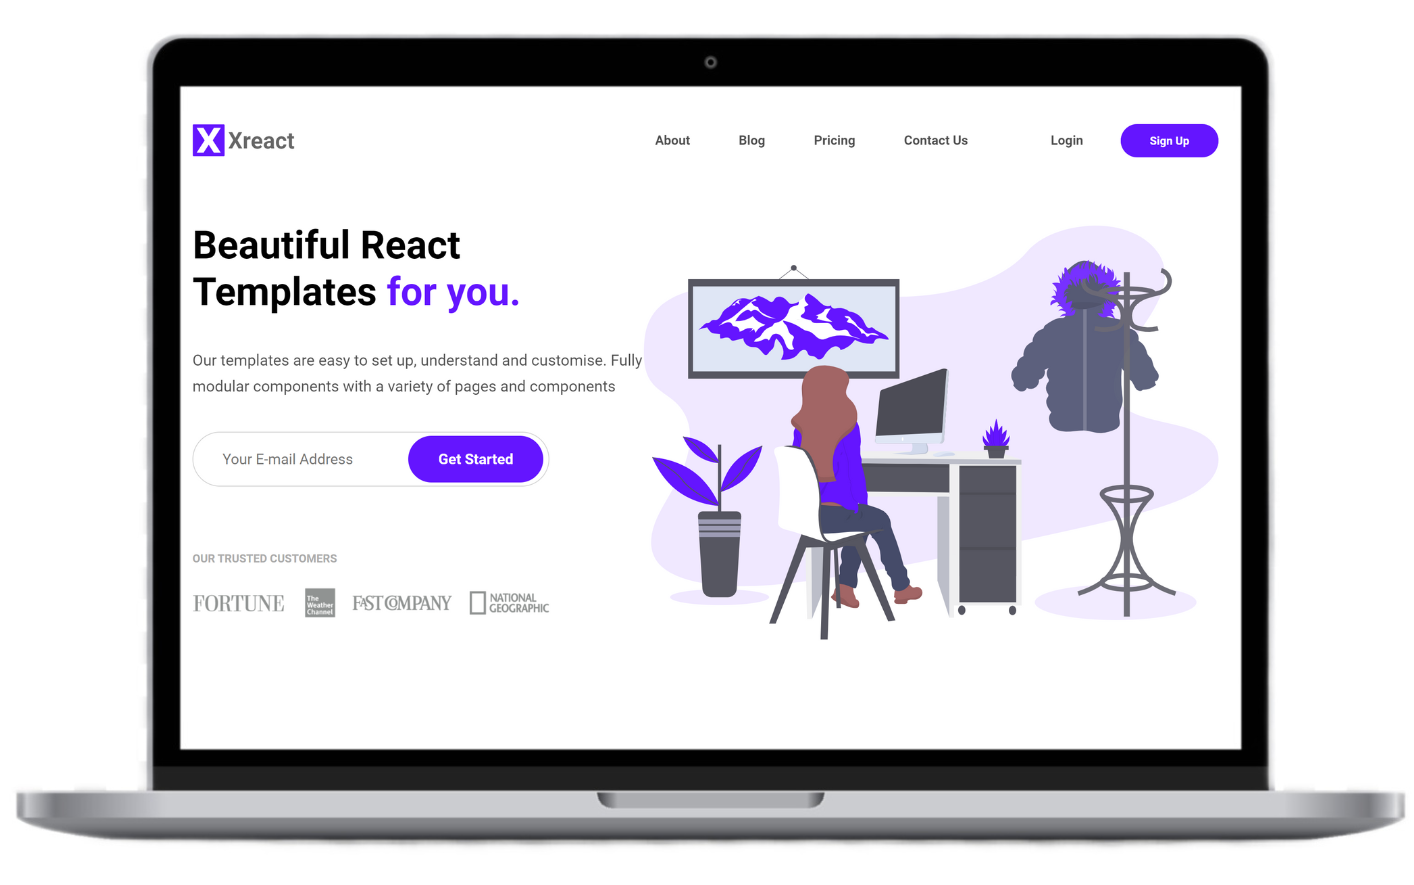 X Xreact
About Blog Pricing Contact Us Login Sign Up
Beautiful React
Templates for you.
Our templates are easy to set up, understand and customise. Fully
modular components with a variety of pages and components
Your E-mail Address Get Started
OUR TRUSTED CUSTOMERS
FORTUNE
The
Weather
Channel
FAST COMPANY
NATIONAL
GEOGRAPHIC